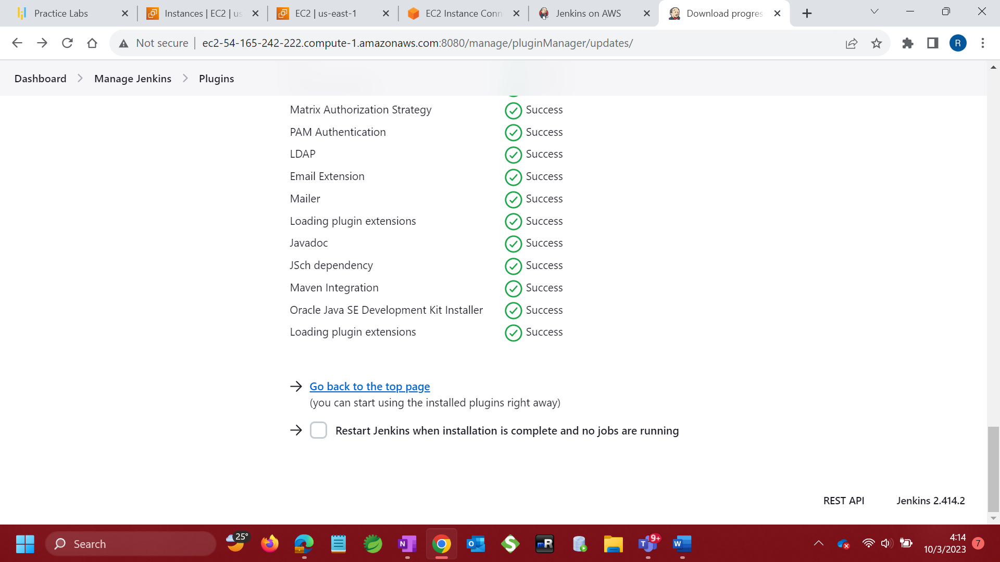 Practice Labs
Instances | EC2 | us
EC2 | us-east-1
EC2 Instance Conn
Jenkins on AWS
Download progres
Not secure
ec2-54-165-242-222.compute-1.amazonaws.com:8080/manage/pluginManager/updates/
R
Dashboard
Manage Jenkins
Plugins
Matrix Authorization Strategy Success
PAM Authentication Success
LDAP Success
Email Extension Success
Mailer Success
Loading plugin extensions Success
Javadoc Success
JSch dependency Success
Maven Integration Success
Oracle Java SE Development Kit Installer Success
Loading plugin extensions Success
Go back to the top page
(you can start using the installed plugins right away)
Restart Jenkins when installation is complete and no jobs are running
REST API
Jenkins 2.414.2
Search
25°
N
O
S
mR
T
9+
W
4:14
10/3/2023
7